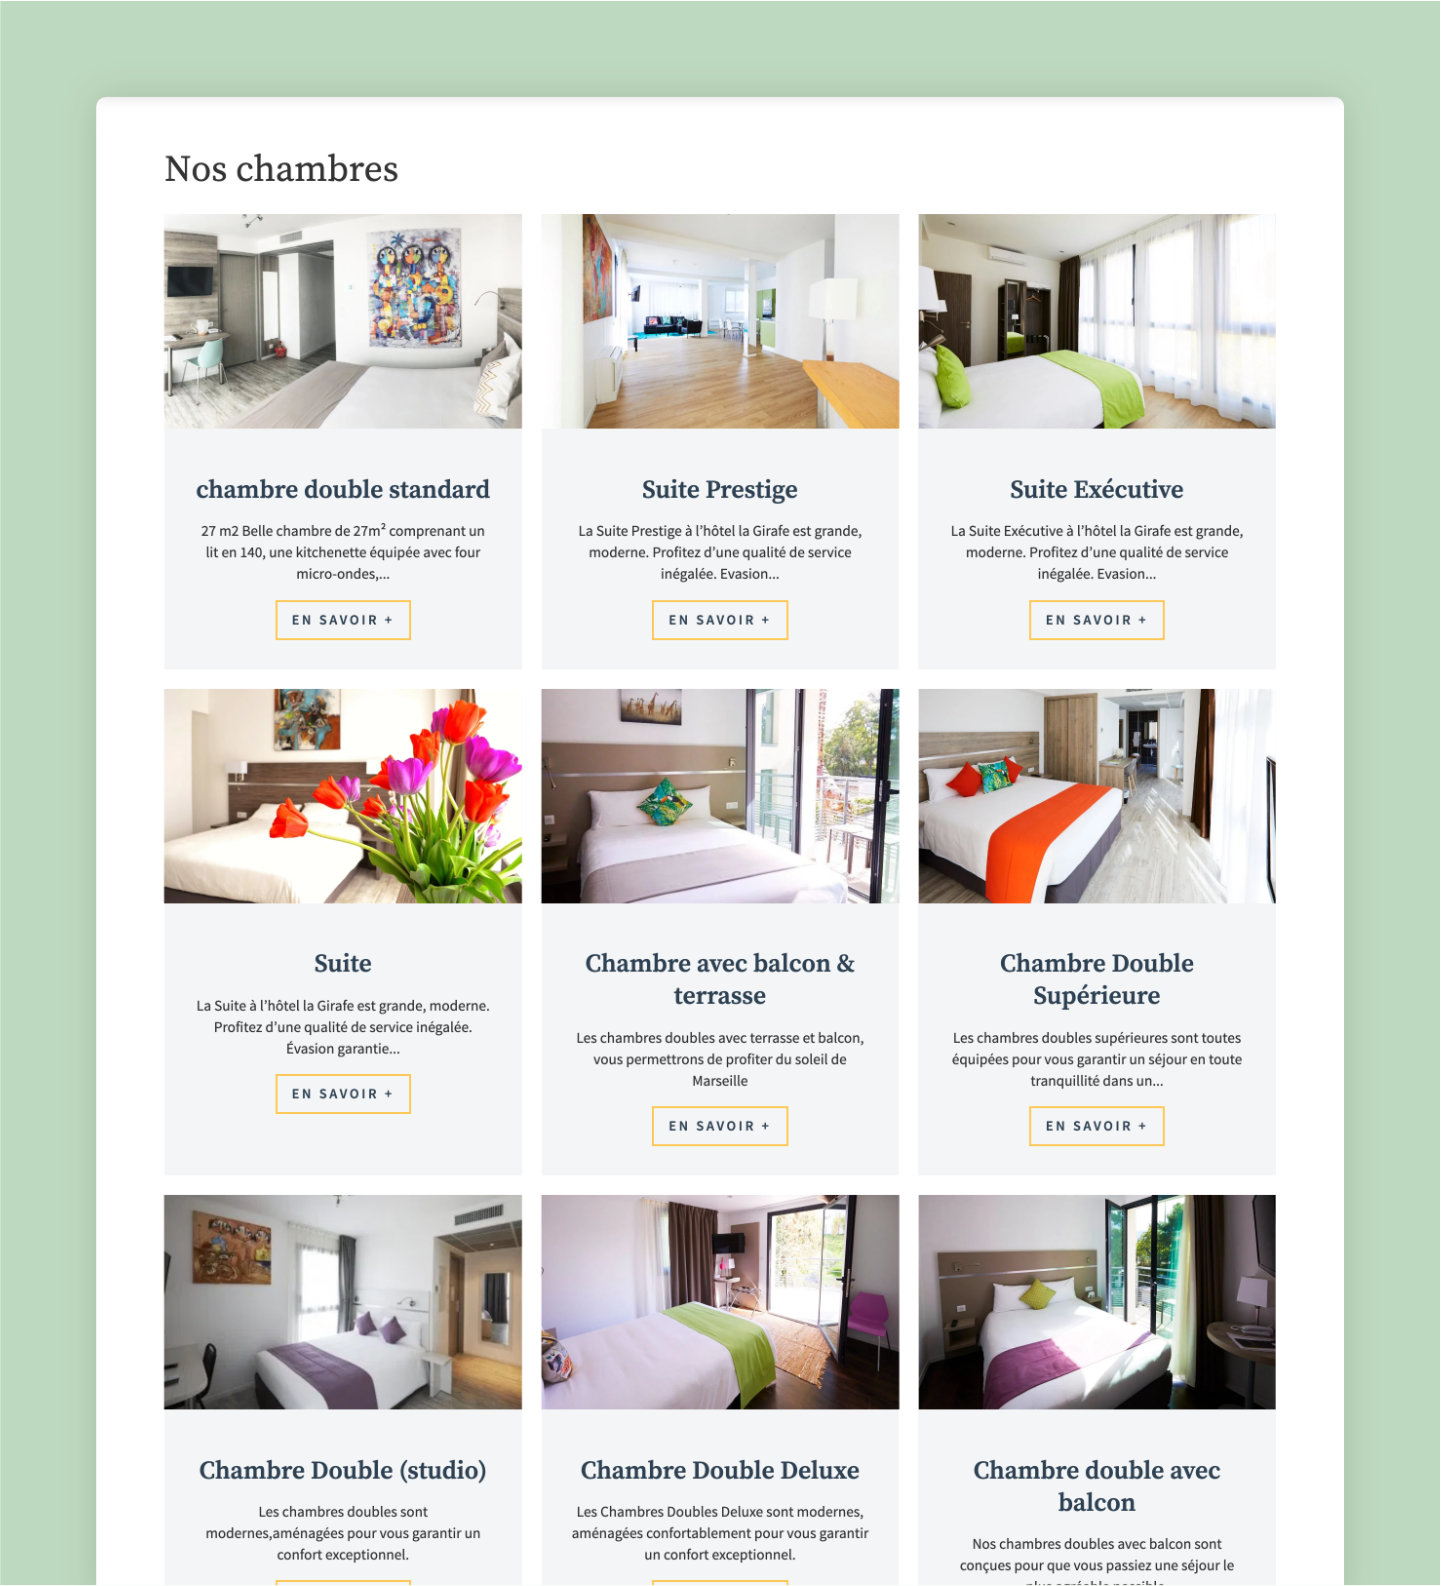 Nos chambres
chambre double standard
27 m2 Belle chambre de 27m² comprenant un
lit en 140, une kitchenette équipée avec four
micro-ondes,...
EN SAVOIR +
Suite Prestige
La Suite Prestige à l’hôtel la Girafe est grande,
moderne. Profitez d’une qualité de service
inégalée. Evasion...
EN SAVOIR +
Suite Exécutive
La Suite Exécutive à l’hôtel la Girafe est grande,
moderne. Profitez d’une qualité de service
inégalée. Evasion...
EN SAVOIR +
Suite
La Suite à l’hôtel la Girafe est grande, moderne.
Profitez d’une qualité de service inégalée.
Évasion garantie...
EN SAVOIR +
Chambre avec balcon &
terrasse
Les chambres doubles avec terrasse et balcon,
vous permettrons de profiter du soleil de
Marseille
EN SAVOIR +
Chambre Double
Supérieure
Les chambres doubles supérieures sont toutes
équipées pour vous garantir un séjour en toute
tranquillité dans un...
EN SAVOIR +
Chambre Double (studio)
Les chambres doubles sont
modernes,aménagées pour vous garantir un
confort exceptionnel.
Chambre Double Deluxe
Les Chambres Doubles Deluxe sont modernes,
aménagées confortablement pour vous garantir
un confort exceptionnel.
Chambre double avec
balcon
Nos chambres doubles avec balcon sont
conçues pour que vous passiez une séjour le
plus agréable possible